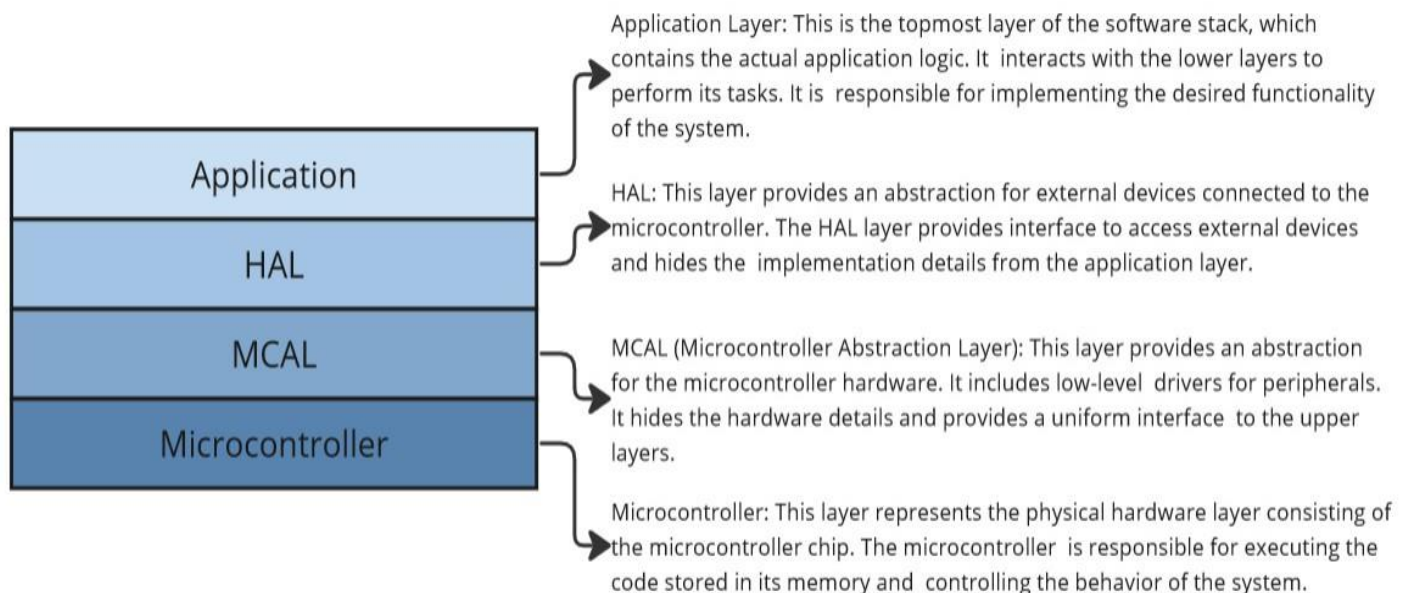 Application
HAL
MCAL
Microcontroller
Application Layer: This is the topmost layer of the software stack, which
contains the actual application logic. It  interacts with the lower layers to
perform its tasks. It is  responsible for implementing the desired functionality
of the system.
HAL: This layer provides an abstraction for external devices connected to the
microcontroller. The HAL layer provides interface to access external devices
and hides the  implementation details from the application layer.
MCAL (Microcontroller Abstraction Layer): This layer provides an abstraction
for the microcontroller hardware. It includes low-level  drivers for peripherals.
It hides the hardware details and provides a uniform interface  to the upper
layers.
Microcontroller: This layer represents the physical hardware layer consisting of
the microcontroller chip. The microcontroller  is responsible for executing the
code stored in its memory and  controlling the behavior of the system.